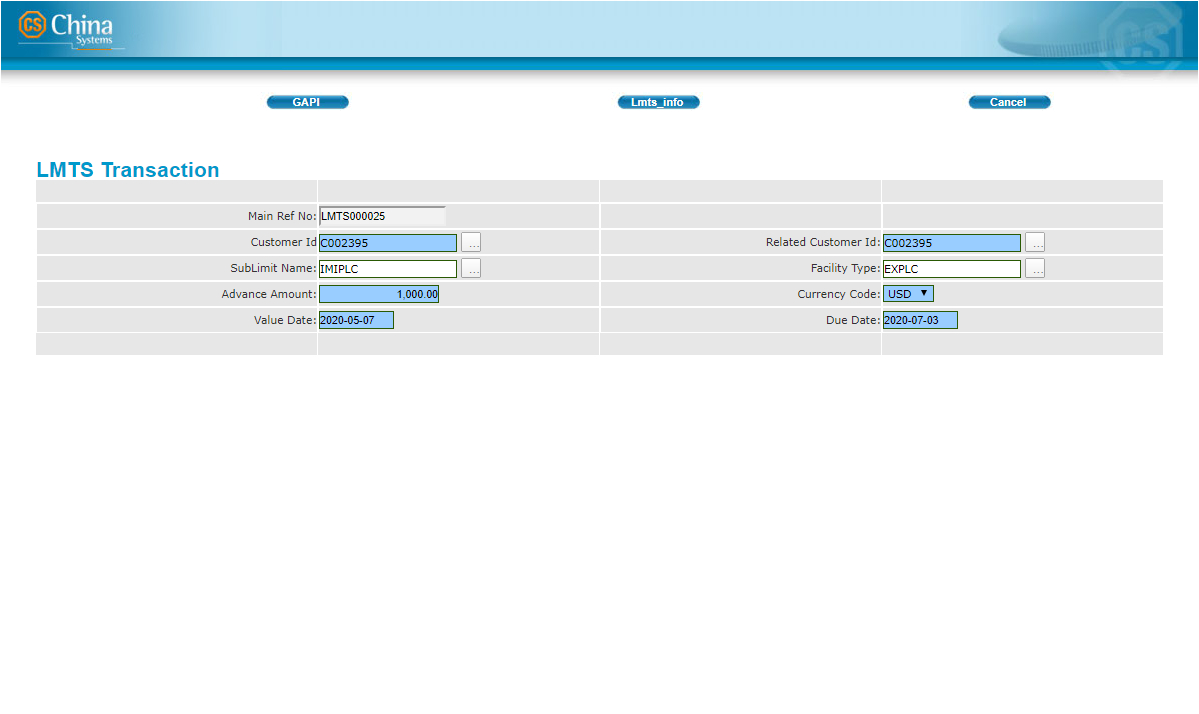 CS China
Systems
CS
GAPI Lmts_info Cancel
LMTS Transaction
Main Ref No: LMTS000025
Customer Id C002395 ... Related Customer Id: C002395 ...
SubLimit Name: IMIPLC ... Facility Type: EXPLC ...
Advance Amount: 1,000.00 Currency Code: USD
Value Date: 2020-05-07 Due Date: 2020-07-03